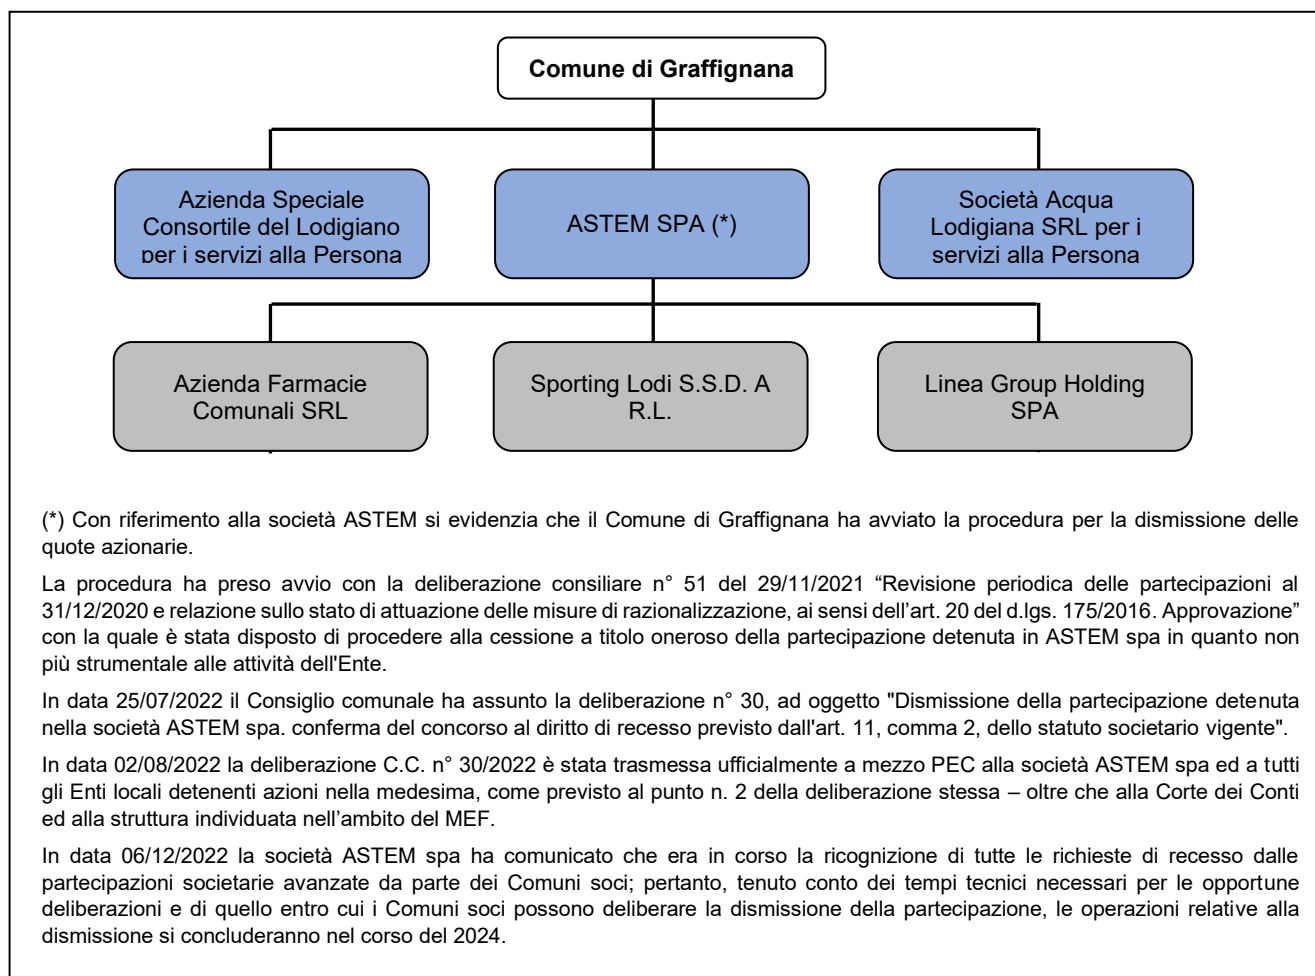 Comune di Graffignana
Azienda Speciale
Consortile del Lodigiano
per i servizi alla Persona
ASTEM SPA (*)
Società Acqua
Lodigiana SRL per i
servizi alla Persona
Azienda Farmacie
Comunali SRL
Sporting Lodi S.S.D. A
R.L.
Linea Group Holding
SPA
(*) Con riferimento alla società ASTEM si evidenzia che il Comune di Graffignana ha avviato la procedura per la dismissione delle
quote azionarie.
La procedura ha preso avvio con la deliberazione consiliare n° 51 del 29/11/2021 “Revisione periodica delle partecipazioni al
31/12/2020 e relazione sullo stato di attuazione delle misure di razionalizzazione, ai sensi dell’art. 20 del d.lgs. 175/2016. Approvazione”
con la quale è stata disposto di procedere alla cessione a titolo oneroso della partecipazione detenuta in ASTEM spa in quanto non
più strumentale alle attività dell'Ente.
In data 25/07/2022 il Consiglio comunale ha assunto la deliberazione n° 30, ad oggetto "Dismissione della partecipazione detenuta
nella società ASTEM spa. conferma del concorso al diritto di recesso previsto dall'art. 11, comma 2, dello statuto societario vigente".
In data 02/08/2022 la deliberazione C.C. n° 30/2022 è stata trasmessa ufficialmente a mezzo PEC alla società ASTEM spa ed a tutti
gli Enti locali detenenti azioni nella medesima, come previsto al punto n. 2 della deliberazione stessa – oltre che alla Corte dei Conti
ed alla struttura individuata nell’ambito del MEF.
In data 06/12/2022 la società ASTEM spa ha comunicato che era in corso la ricognizione di tutte le richieste di recesso dalle
partecipazioni societarie avanzate da parte dei Comuni soci; pertanto, tenuto conto dei tempi tecnici necessari per le opportune
deliberazioni e di quello entro cui i Comuni soci possono deliberare la dismissione della partecipazione, le operazioni relative alla
dismissione si concluderanno nel corso del 2024.